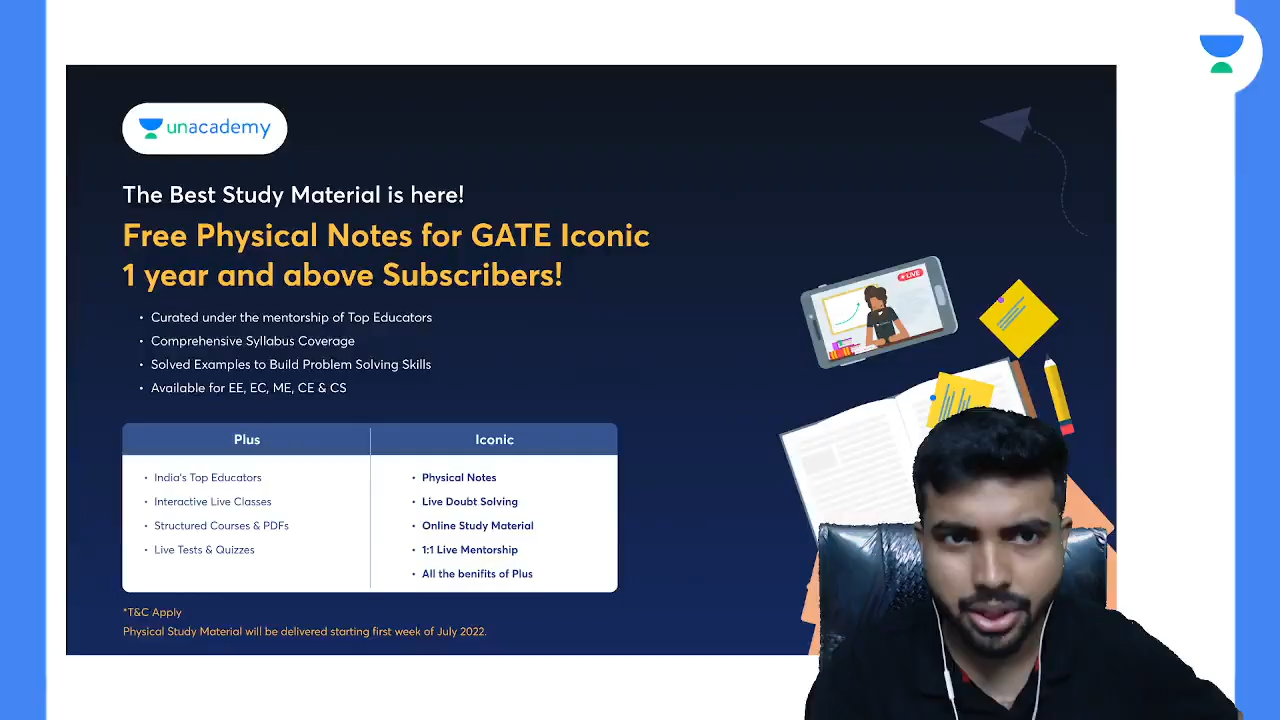 unacademy
The Best Study Material is here!
Free Physical Notes for GATE Iconic
1 year and above Subscribers!
• Curated under the mentorship of Top Educators
• Comprehensive Syllabus Coverage
• Solved Examples to Build Problem Solving Skills
• Available for EE, EC, ME, CE & CS
Plus
• India's Top Educators
• Interactive Live Classes
• Structured Courses & PDFs
• Live Tests & Quizzes
Iconic
• Physical Notes
• Live Doubt Solving
• Online Study Material
• 1:1 Live Mentorship
• All the benifits of Plus
*T&C Apply
Physical Study Material will be delivered starting first week of July 2022.
LIVE